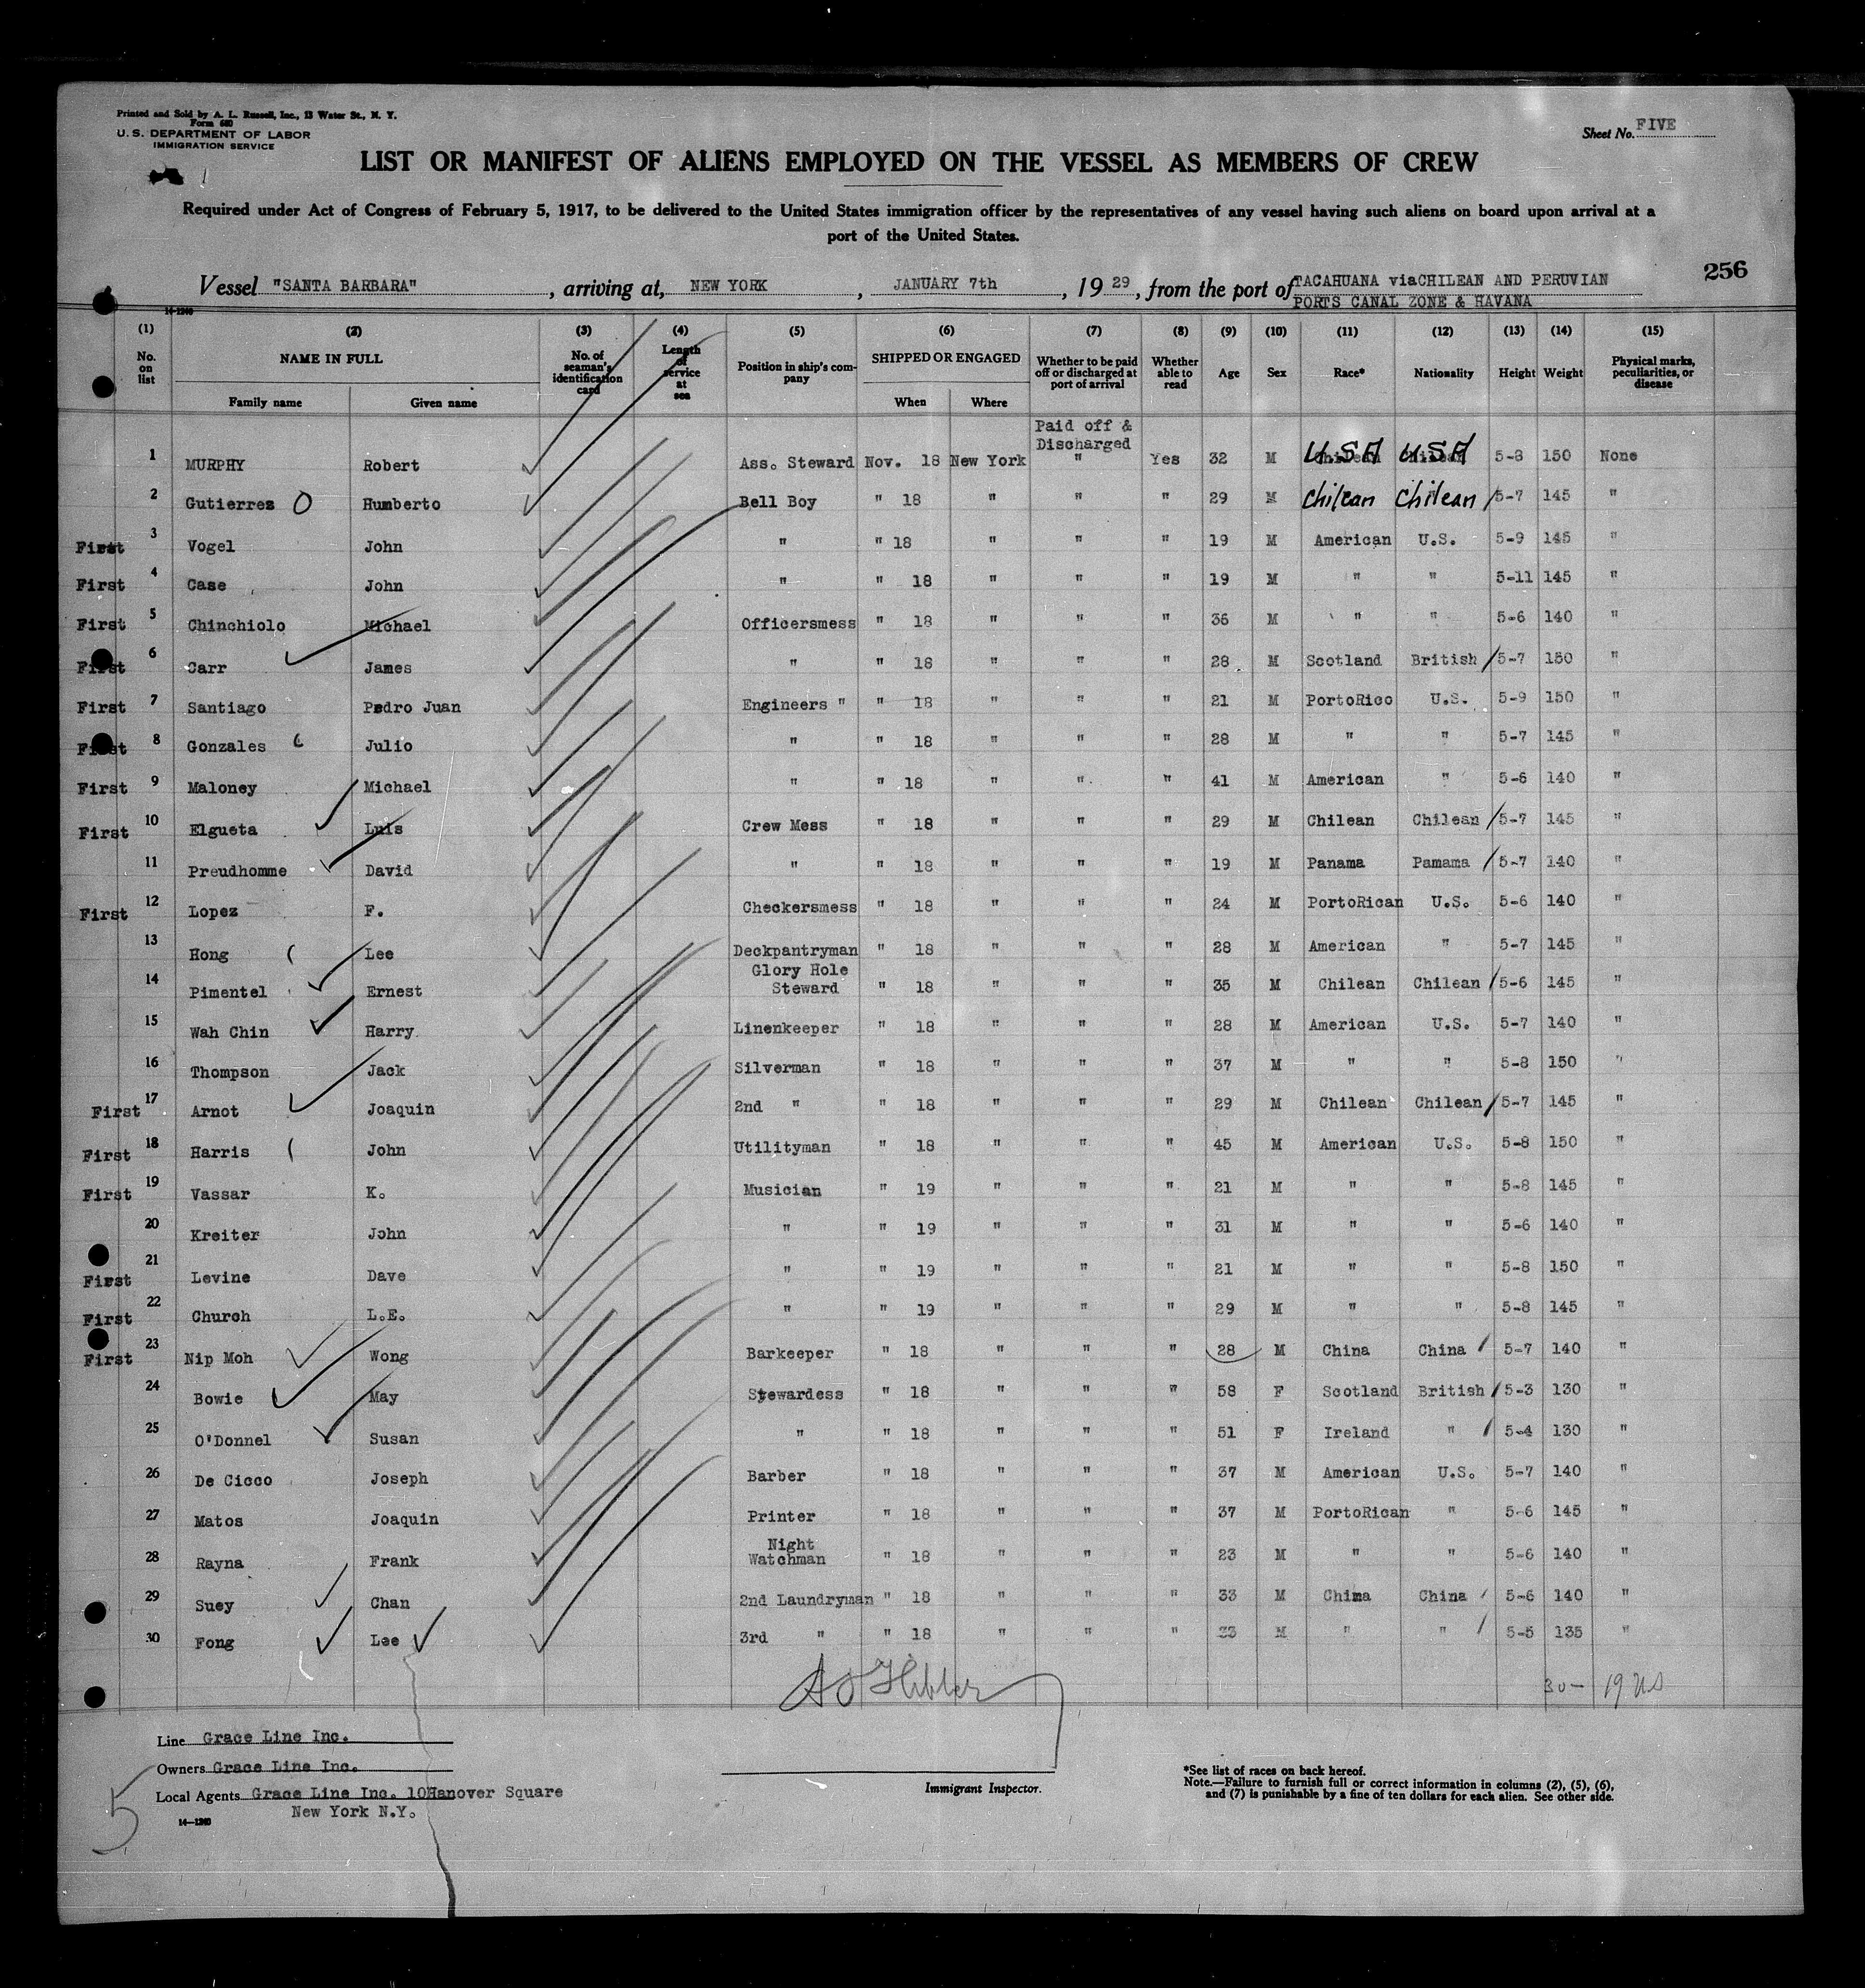 Printed and Sold by A. L. Russell, Inc., 13 Water St., N. Y.
Form 680
U. S. DEPARTMENT OF LABOR
IMMIGRATION SERVICE
Sheet No. FIVE
LIST OR MANIFEST OF ALIENS EMPLOYED ON THE VESSEL AS MEMBERS OF CREW
Required under Act of Congress of February 5, 1917, to be delivered to the United States immigration officer by the representatives of any vessel having such aliens on board upon arrival at a
port of the United States.
256
Vessel "SANTA BARBARA", arriving at, NEW YORK, JANUARY 7th, 19 29, from the port of TACAHUANA viaCHILEAN AND PERUVIAN
PORTS CANAL ZONE & HAVANA
14-1240
(1) (2) (3) (4) (5) (6) (7) (8) (9) (10) (11) (12) (13) (14) (15)
No. on list NAME IN FULL Family name Given name No. of seaman's identification card Length of service at sea Position in ship's company SHIPPED OR ENGAGED When Where Whether to be paid off or discharged at port of arrival Whether able to read Age Sex Race* Nationality Height Weight Physical marks, peculiarities, or disease
Paid off &
Discharged
1 MURPHY Robert Ass. Steward Nov. 18 New York " Yes 32 M U.S.A U.S.A 5-8 150 None
2 Gutierres O Humberto Bell Boy " 18 " " " 29 M Chilean Chilean / 5-7 145 "
First 3 Vogel John " " 18 " " " 19 M American U.S. 5-9 145 "
First 4 Case John " " 18 " " " 19 M " " 5-11 145 "
First 5 Chinchiolo Michael Officersmess " 18 " " " 36 M " " 5-6 140 "
First 6 Carr James " " 18 " " " 28 M Scotland British / 5-7 150 "
First 7 Santiago Pedro Juan Engineers " " 18 " " " 21 M PortoRico U.S. 5-9 150 "
First 8 Gonzales Julio " " 18 " " " 28 M " " 5-7 145 "
First 9 Maloney Michael " " 18 " " " 41 M American " 5-6 140 "
First 10 Elgueta Luis Crew Mess " 18 " " " 29 M Chilean Chilean / 5-7 145 "
11 Preudhomme David " " 18 " " " 19 M Panama Pamama / 5-7 140 "
First 12 Lopez F. Checkersmess " 18 " " " 24 M PortoRican U.S. 5-6 140 "
13 Hong Lee Deckpantryman " 18 " " " 28 M American " 5-7 145 "
14 Pimentel Ernest Glory Hole Steward " 18 " " " 35 M Chilean Chilean / 5-6 145 "
15 Wah Chin Harry Linenkeeper " 18 " " " 28 M American U.S. 5-7 140 "
16 Thompson Jack Silverman " 18 " " " 37 M " " 5-8 150 "
First 17 Arnot Joaquin 2nd " " 18 " " " 29 M Chilean Chilean / 5-7 145 "
First 18 Harris John Utilityman " 18 " " " 45 M American U.S. 5-8 150 "
First 19 Vassar K. Musician " 19 " " " 21 M " " 5-8 145 "
20 Kreiter John " " 19 " " " 31 M " " 5-6 140 "
First 21 Levine Dave " " 19 " " " 21 M " " 5-8 150 "
First 22 Church L.E. " " 19 " " " 29 M " " 5-8 145 "
First 23 Nip Moh Wong Barkeeper " 18 " " " 28 M China China / 5-7 140 "
24 Bowie May Stewardess " 18 " " " 58 F Scotland British / 5-3 130 "
25 O'Donnel Susan " " 18 " " " 51 F Ireland " / 5-4 130 "
26 De Cicco Joseph Barber " 18 " " " 37 M American U.S. 5-7 140 "
27 Matos Joaquin Printer " 18 " " " 37 M PortoRican " 5-6 145 "
28 Rayna Frank Night Watchman " 18 " " " 23 M " " 5-6 140 "
29 Suey Chan 2nd Laundryman " 18 " " " 33 M China China / 5-6 140 "
30 Fong Lee 3rd " " 18 " " " 33 M " " / 5-5 135 "
30- 19 US
Line Grace Line Inc.
Owners Grace Line Inc.
Local Agents Grace Line Inc. 10Hanover Square
New York N.Y.
14-1240
5
Immigrant Inspector.
*See list of races on back hereof.
Note.—Failure to furnish full or correct information in columns (2), (5), (6),
and (7) is punishable by a fine of ten dollars for each alien. See other side.